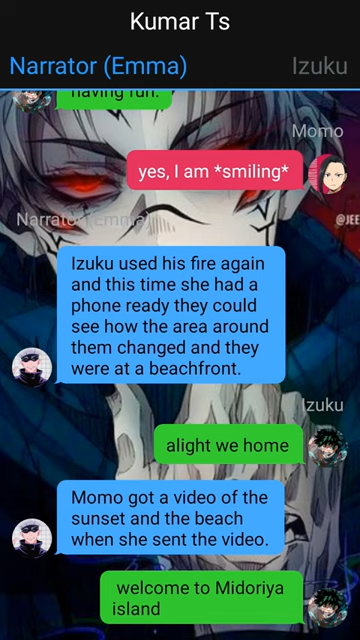 Kumar Ts
Narrator (Emma)
Izuku
having fun.
Momo
yes, I am *smiling*
Narrator (Emma)
@JEE
Izuku used his fire again
and this time she had a
phone ready they could
see how the area around
them changed and they
were at a beachfront.
Izuku
alight we home
Momo got a video of the
sunset and the beach
when she sent the video.
welcome to Midoriya
island